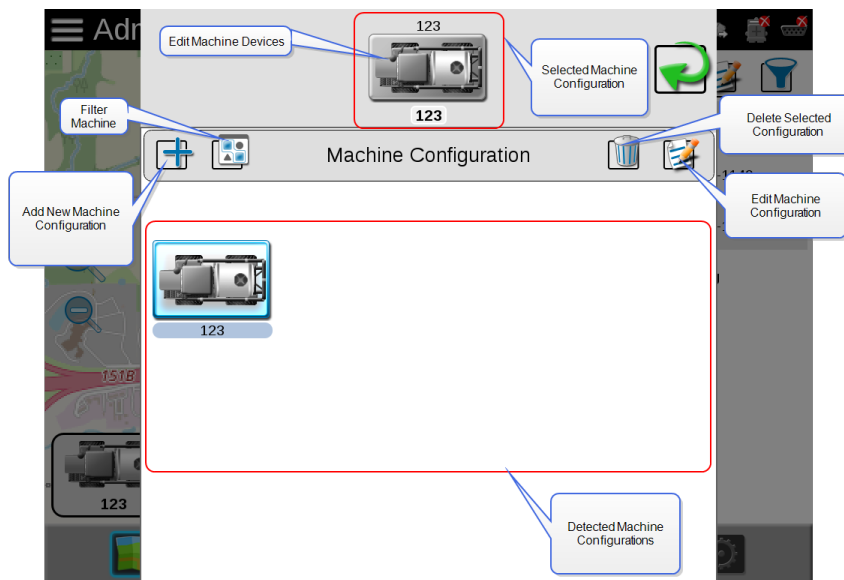 Adr
123
Edit Machine Devices
Selected Machine
Configuration
123
Filter
Machine
Delete Selected
Configuration
Machine Configuration
Add New Machine
Configuration
Edit Machine
Configuration
123
151B
123
Detected Machine
Configurations